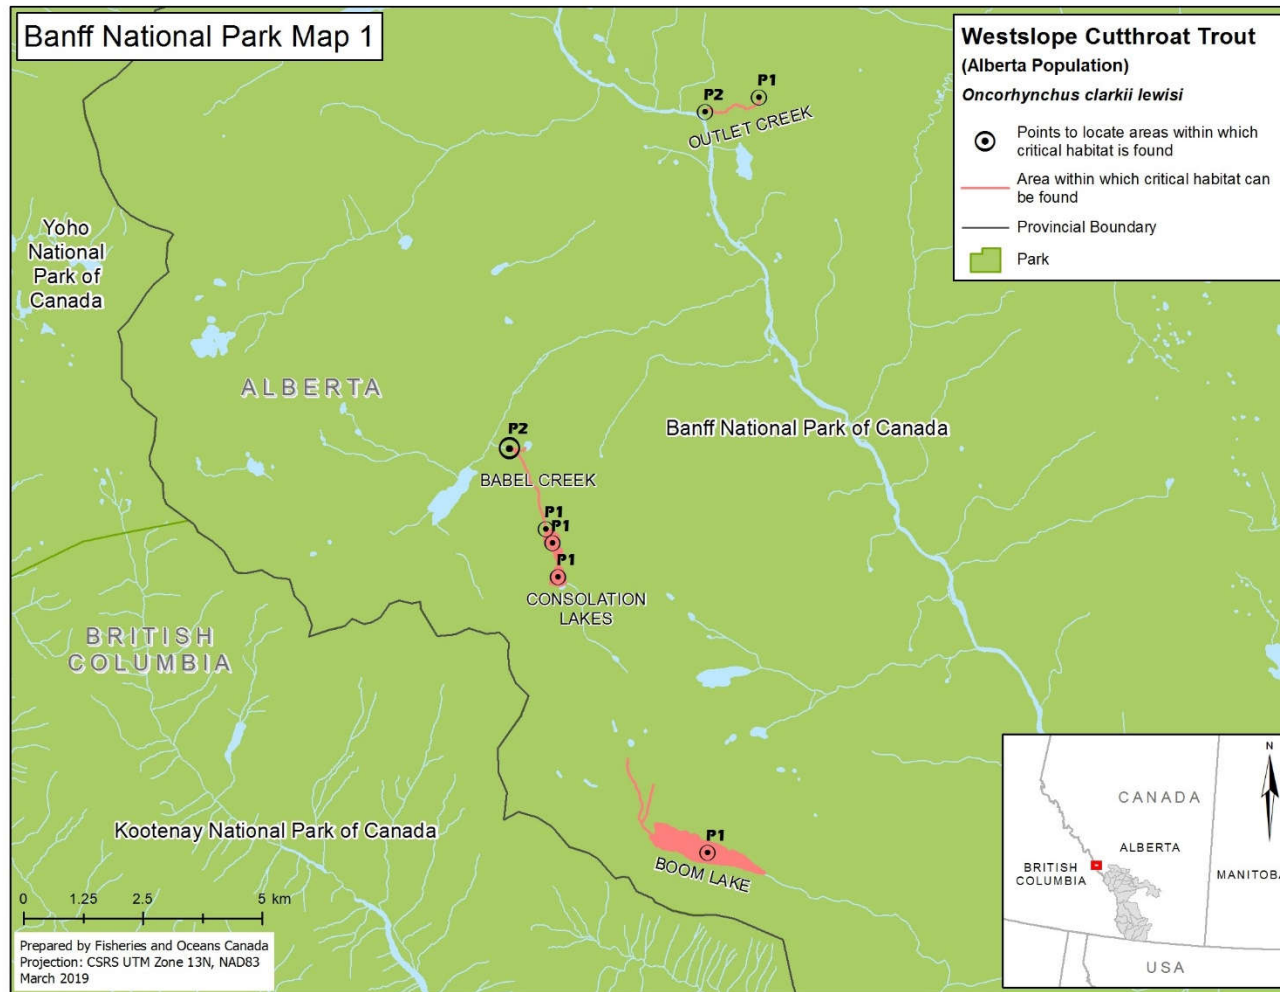 Banff National Park Map 1
Westslope Cutthroat Trout
(Alberta Population)
Oncorhynchus clarkii lewisi
Points to locate areas within which
critical habitat is found
Area within which critical habitat can
be found
Provincial Boundary
Park
P1
P2
OUTLET CREEK
Yoho
National
Park of
Canada
ALBERTA
Banff National Park of Canada
P2
BABEL CREEK
P1
P1
P1
CONSOLATION
LAKES
BRITISH
COLUMBIA
Kootenay National Park of Canada
P1
BOOM LAKE
0 1.25 2.5 5 km
Prepared by Fisheries and Oceans Canada
Projection: CSRS UTM Zone 13N, NAD83
March 2019
N
CANADA
ALBERTA
BRITISH
COLUMBIA
MANITOBA
USA